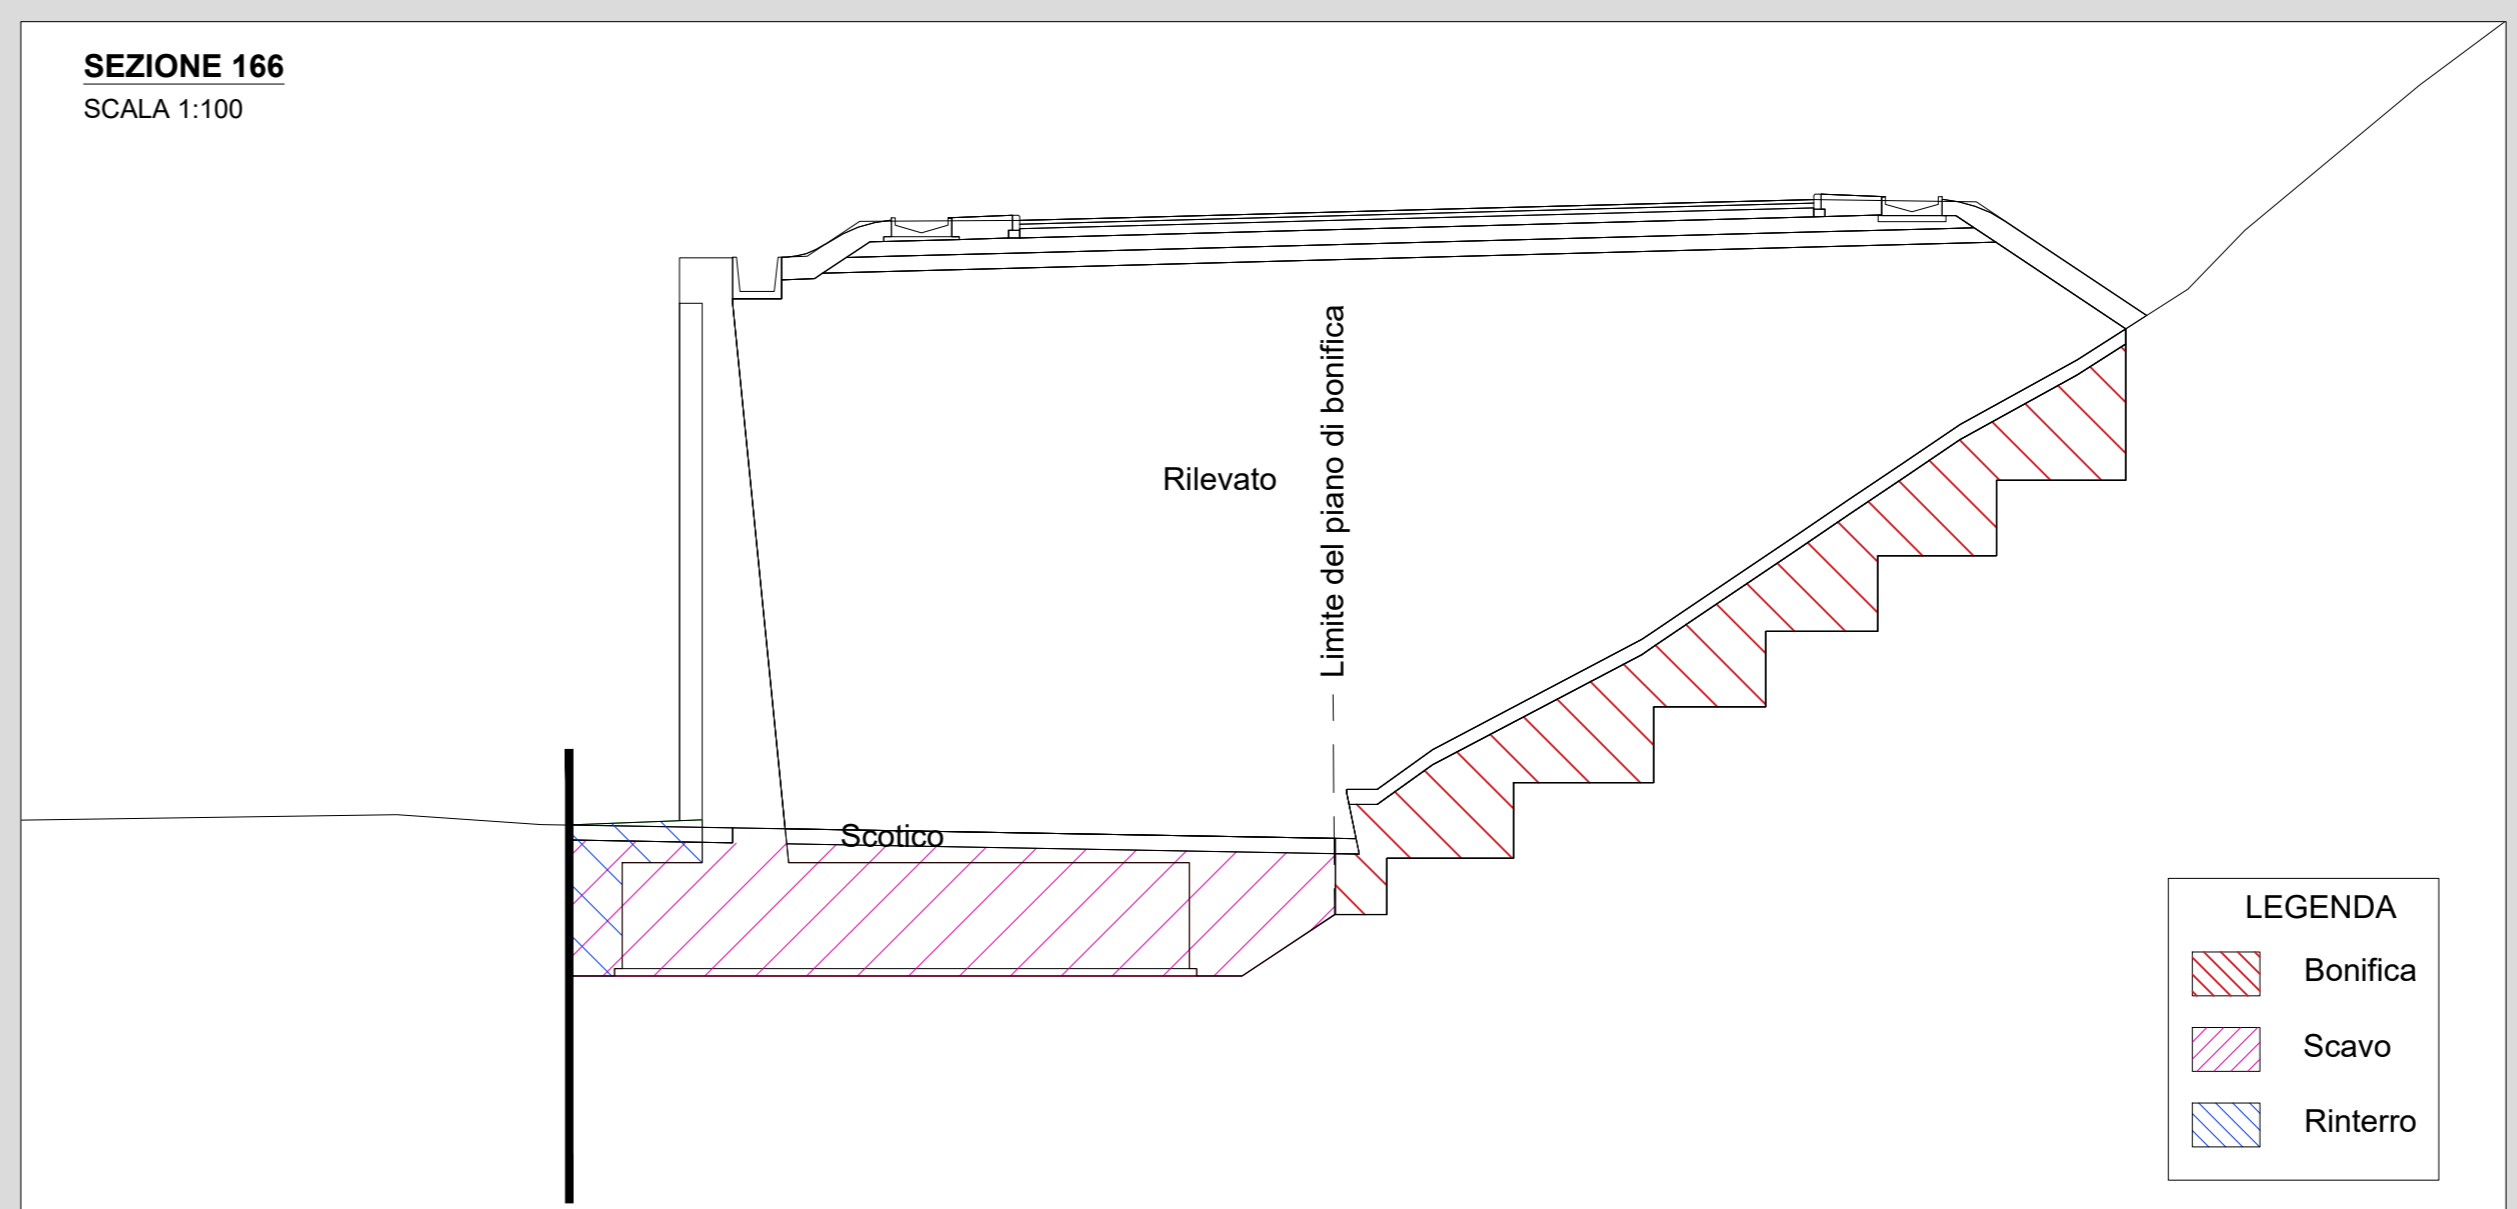 SEZIONE 166
SCALA 1:100
Limite del piano di bonifica
Rilevato
Scotico
LEGENDA
Bonifica
Scavo
Rinterro